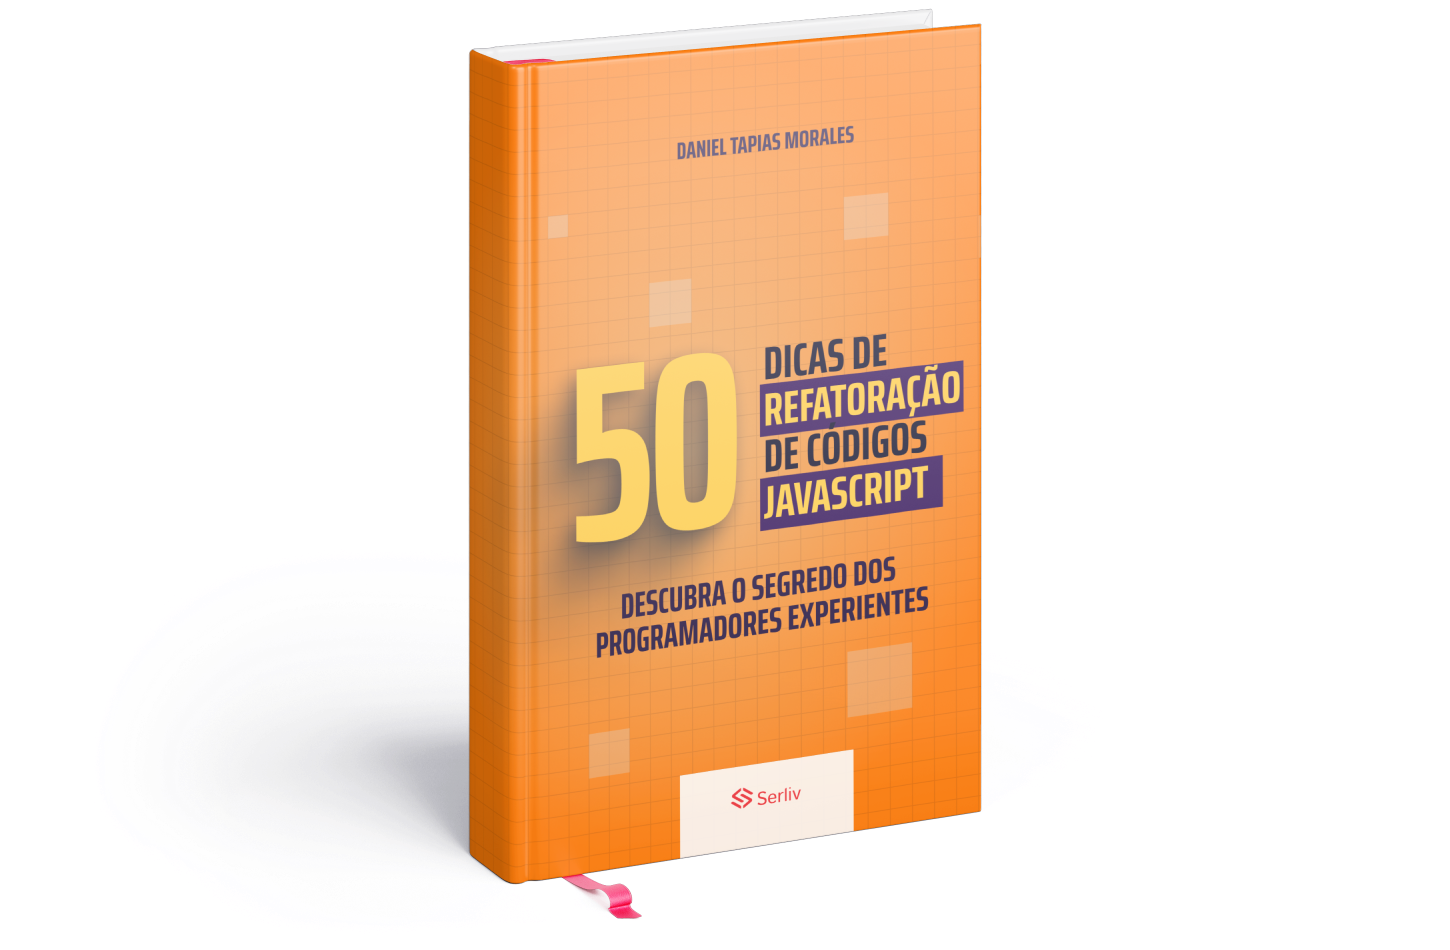 DANIEL TAPIAS MORALES
50
DICAS DE
REFATORAÇÃO
DE CÓDIGOS
JAVASCRIPT
DESCUBRA O SEGREDO DOS
PROGRAMADORES EXPERIENTES
Serliv